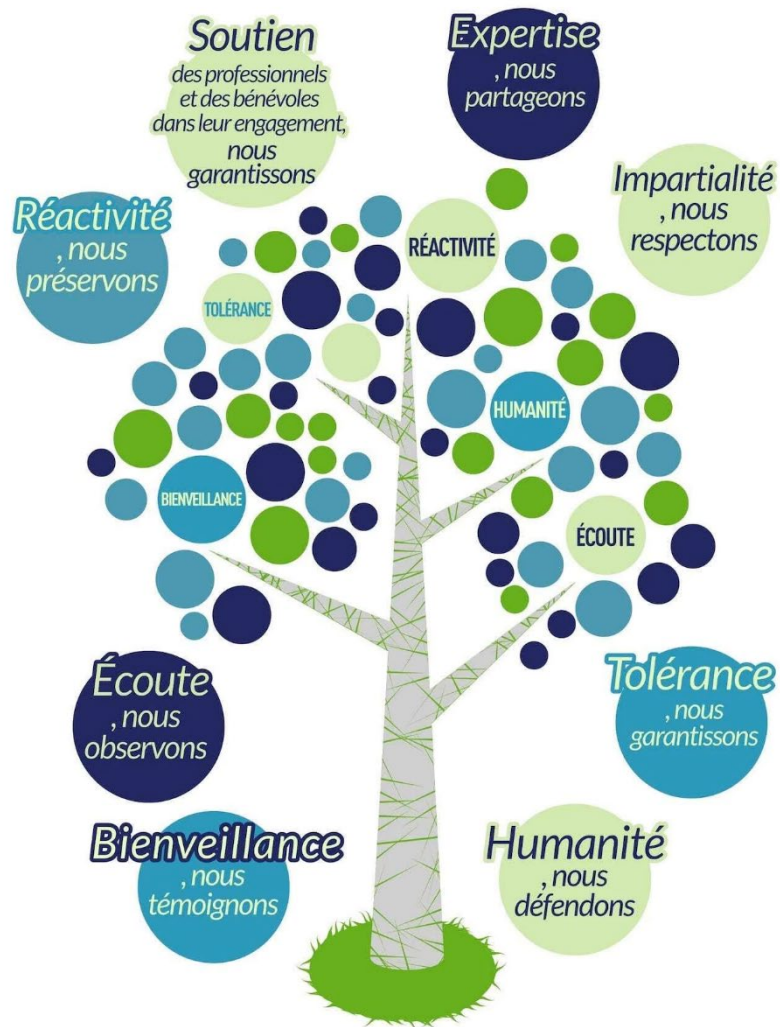 Soutien
des professionnels
et des bénévoles
dans leur engagement,
nous
garantissons
Expertise
, nous
partageons
Impartialité
, nous
respectons
Réactivité
, nous
préservons
RÉACTIVITÉ
TOLÉRANCE
HUMANITÉ
BIENVEILLANCE
ÉCOUTE
Écoute
, nous
observons
Tolérance
, nous
garantissons
Bienveillance
, nous
témoignons
Humanité
, nous
défendons